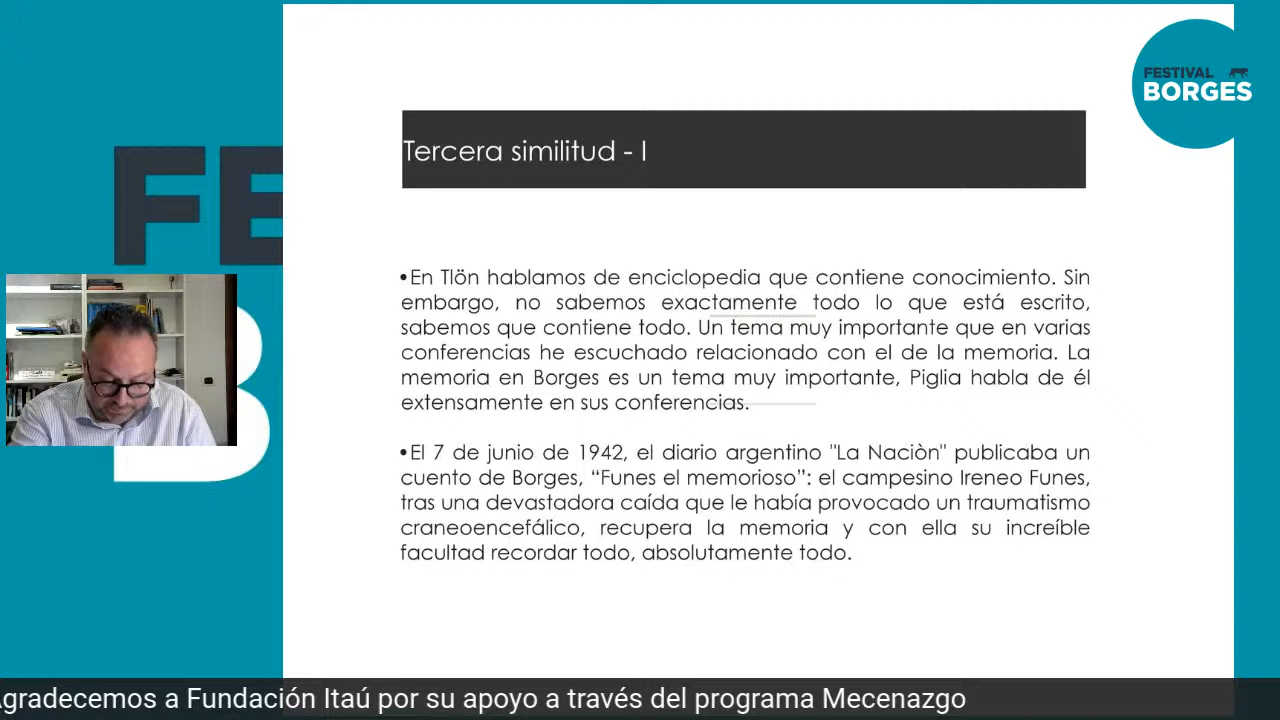 FESTIVAL
BORGES
FE
B
Tercera similitud - I
•En Tlön hablamos de enciclopedia que contiene conocimiento. Sin
embargo, no sabemos exactamente todo lo que está escrito,
sabemos que contiene todo. Un tema muy importante que en varias
conferencias he escuchado relacionado con el de la memoria. La
memoria en Borges es un tema muy importante, Piglia habla de él
extensamente en sus conferencias.
•El 7 de junio de 1942, el diario argentino "La Naciòn" publicaba un
cuento de Borges, “Funes el memorioso”: el campesino Ireneo Funes,
tras una devastadora caída que le había provocado un traumatismo
craneoencefálico, recupera la memoria y con ella su increíble
facultad recordar todo, absolutamente todo.
Agradecemos a Fundación Itaú por su apoyo a través del programa Mecenazgo